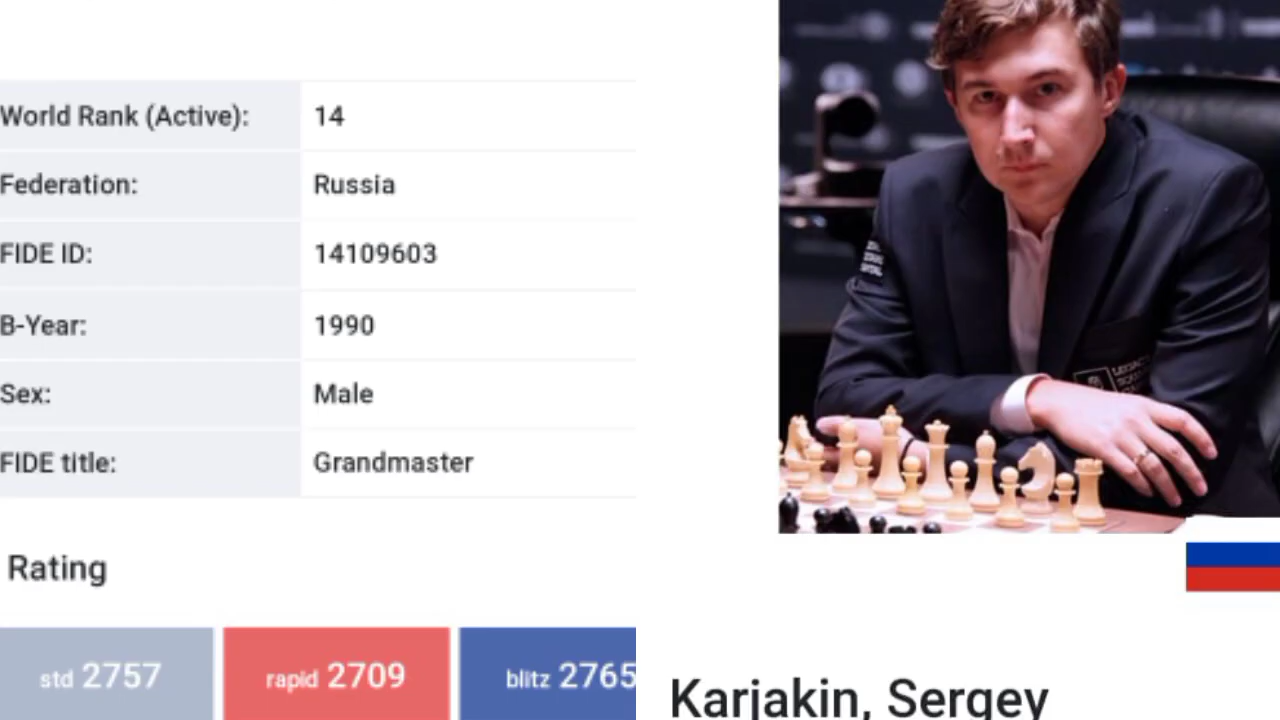 World Rank (Active): 14
Federation: Russia
FIDE ID: 14109603
B-Year: 1990
Sex: Male
FIDE title: Grandmaster
Rating
std 2757 rapid 2709 blitz 2765
Karjakin, Sergey